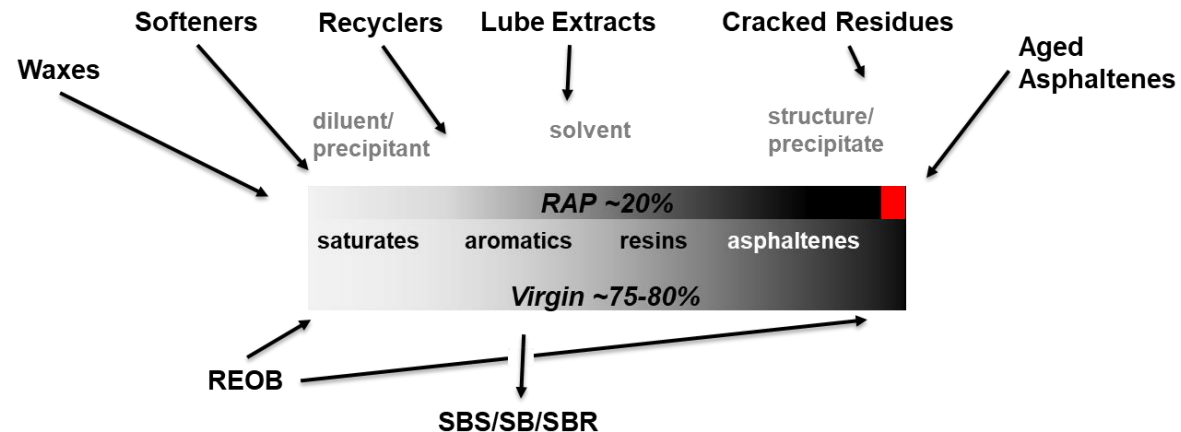 Softeners
Recyclers
Lube Extracts
Cracked Residues
Waxes
Aged
Asphaltenes
diluent/
precipitant
solvent
structure/
precipitate
RAP ~20%
saturates
aromatics
resins
asphaltenes
Virgin ~75-80%
REOB
SBS/SB/SBR